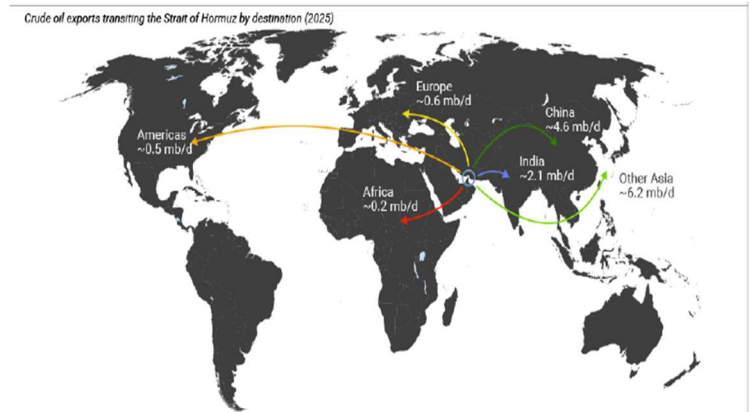 Crude oil exports transiting the Strait of Hormuz by destination (2025)
Europe
~0.6 mb/d
China
~4.6 mb/d
Americas
~0.5 mb/d
India
~2.1 mb/d
Other Asia
~6.2 mb/d
Africa
~0.2 mb/d